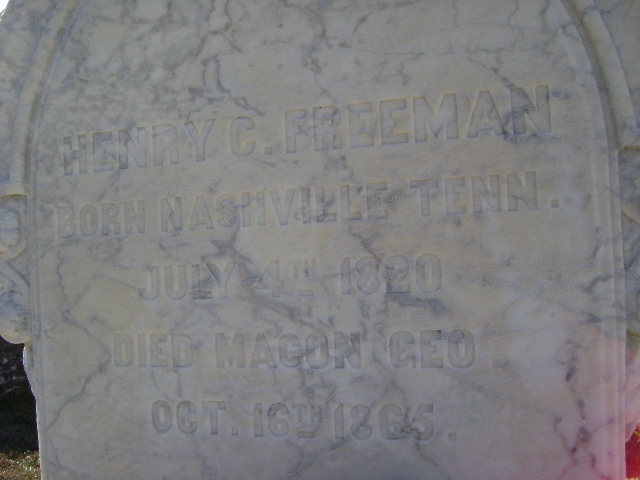 HENRY C. FREEMAN
BORN NASHVILLE TENN.
JULY 4TH 1820
DIED MACON GEO.
OCT. 16TH 1865.